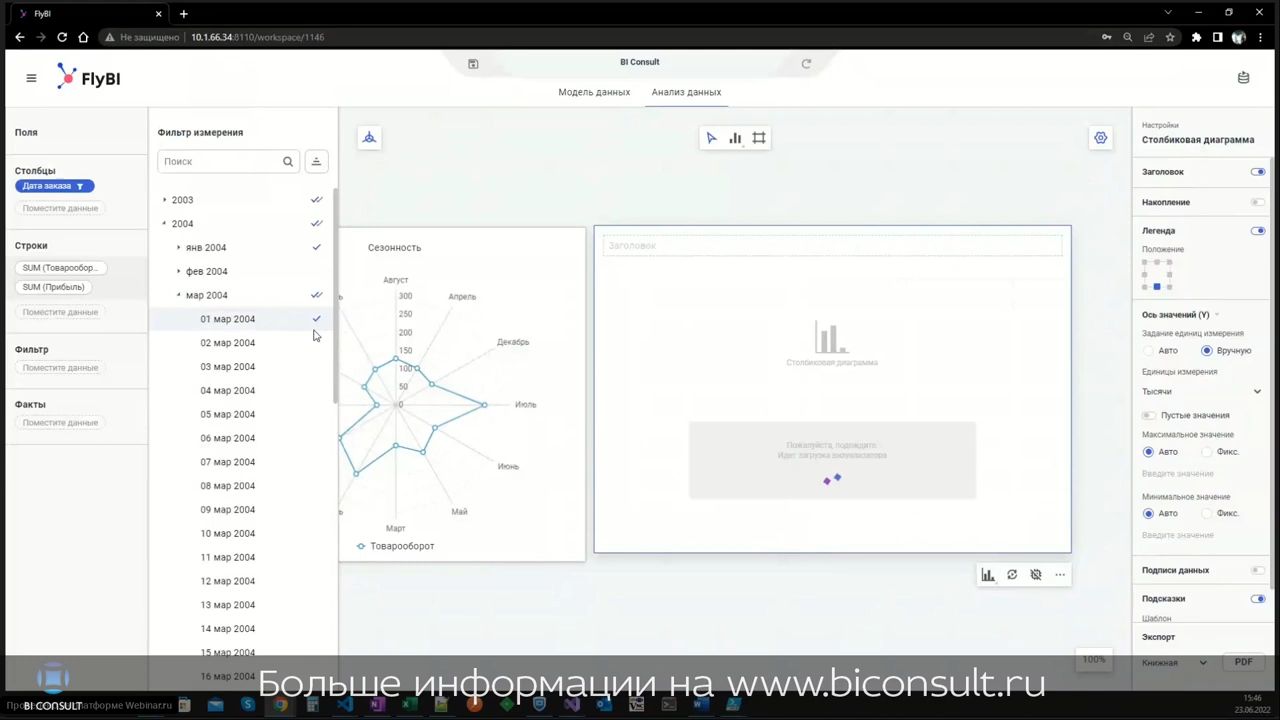 FlyBI
Не защищено
10.1.66.34:8110/workspace/1146
FlyBI
BI Consult
Модель данных
Анализ данных
Поля
Столбцы
Дата заказа
Поместите данные
Строки
SUM (Товарообор...
SUM (Прибыль)
Поместите данные
Фильтр
Поместите данные
Факты
Поместите данные
Фильтр измерения
Поиск
2003
2004
янв 2004
фев 2004
мар 2004
01 мар 2004
02 мар 2004
03 мар 2004
04 мар 2004
05 мар 2004
06 мар 2004
07 мар 2004
08 мар 2004
09 мар 2004
10 мар 2004
11 мар 2004
12 мар 2004
13 мар 2004
14 мар 2004
15 мар 2004
16 мар 2004
Сезонность
Август
Апрель
Декабрь
Июль
Июнь
Май
Март
300
250
200
150
100
50
0
Товарооборот
Заголовок
Столбиковая диаграмма
Пожалуйста, подождите.
Идет загрузка визуализатора
100%
Настройки
Столбиковая диаграмма
Заголовок
Накопление
Легенда
Положение
Ось значений (Y)
Задание единиц измерения
Авто
Вручную
Единицы измерения
Тысячи
Пустые значения
Максимальное значение
Авто
Фикс.
Введите значение
Минимальное значение
Авто
Фикс.
Введите значение
Подписи данных
Подсказки
Шаблон
Экспорт
Книжная
PDF
Больше информации на www.biconsult.ru
BI CONSULT
15:46
23.06.2022